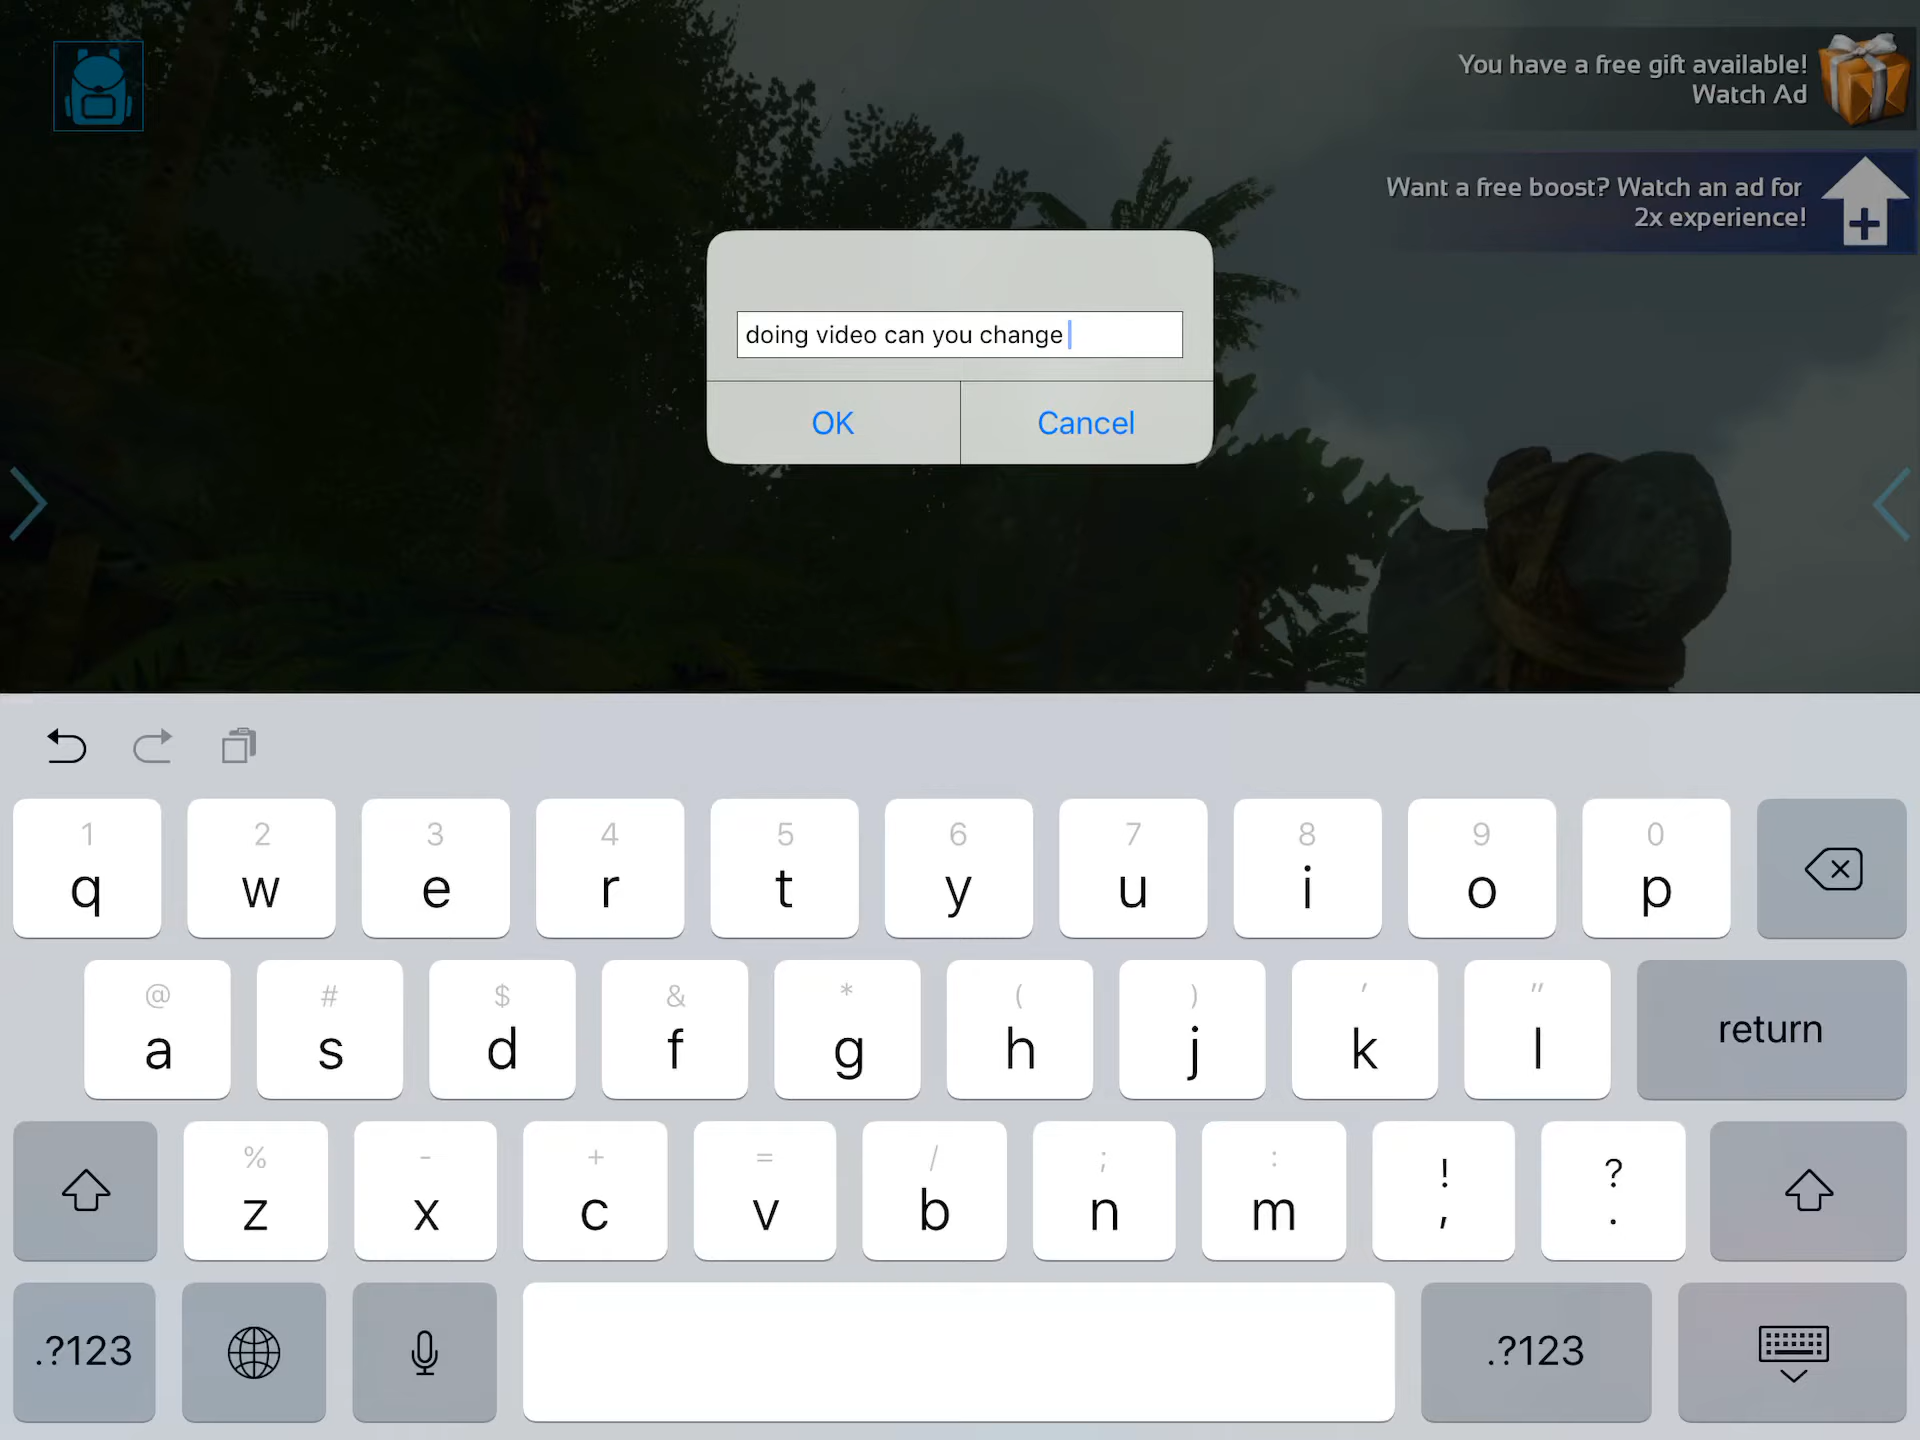 You have a free gift available!
Watch Ad
Want a free boost? Watch an ad for
2x experience!
doing video can you change
OK Cancel
1 2 3 4 5 6 7 8 9 0
q w e r t y u i o p
@ # $ & * ( ) ' "
a s d f g h j k l return
% - + = / ; : ! ?
z x c v b n m , .
.?123 .?123